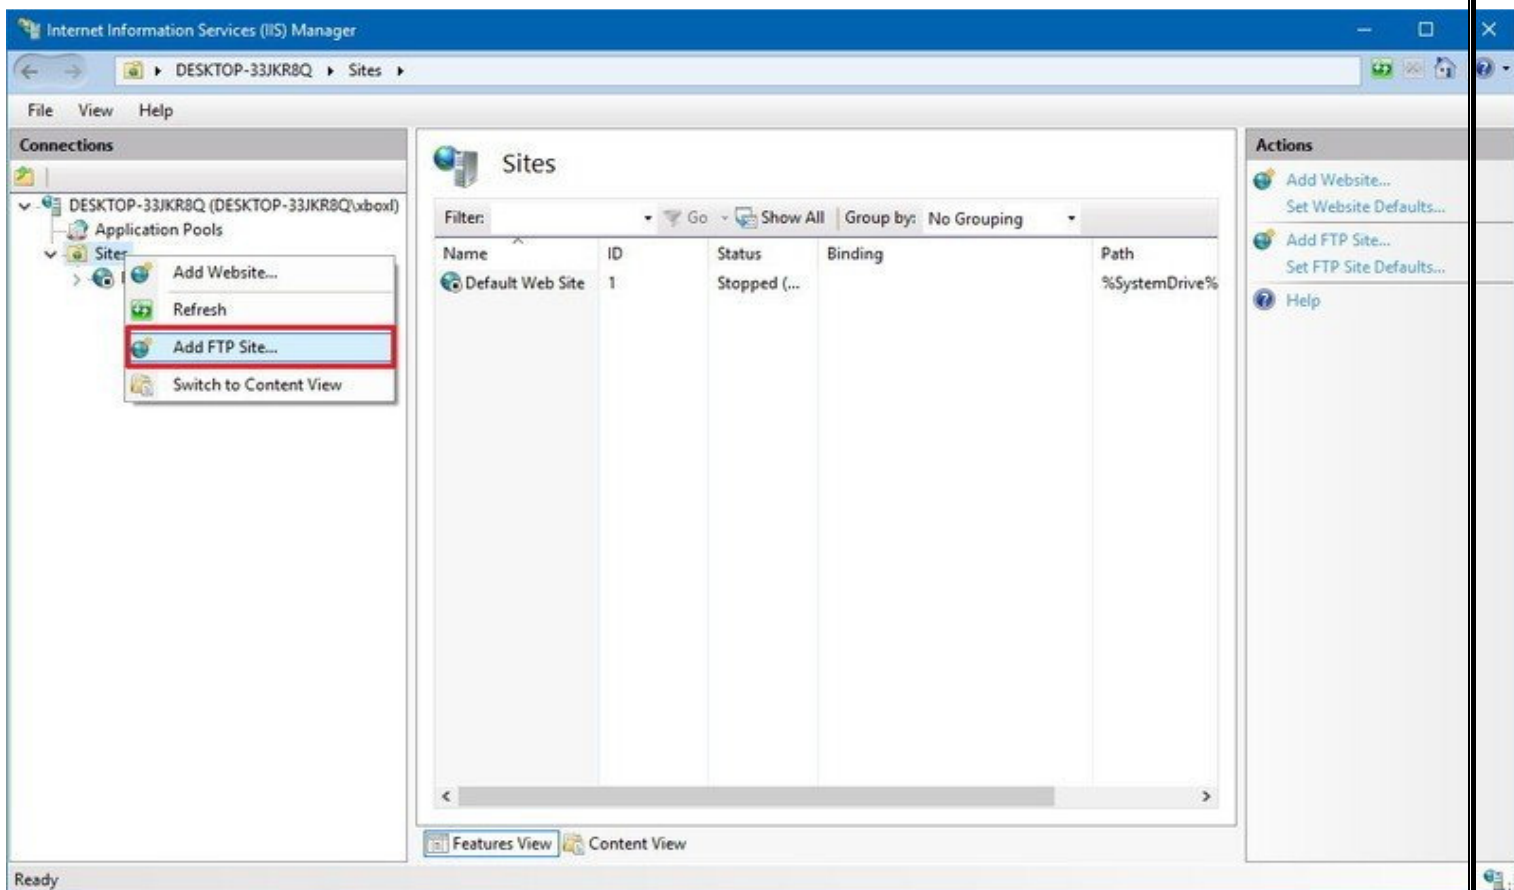 Internet Information Services (IIS) Manager
DESKTOP-33JKR8Q Sites
File View Help
Connections
DESKTOP-33JKR8Q (DESKTOP-33JKR8Q\xboxl)
Application Pools
Sites
Add Website...
Refresh
Add FTP Site...
Switch to Content View
Sites
Filter: Go Show All Group by: No Grouping
Name ID Status Binding Path
Default Web Site 1 Stopped (... %SystemDrive%
Features View Content View
Actions
Add Website...
Set Website Defaults...
Add FTP Site...
Set FTP Site Defaults...
Help
Ready